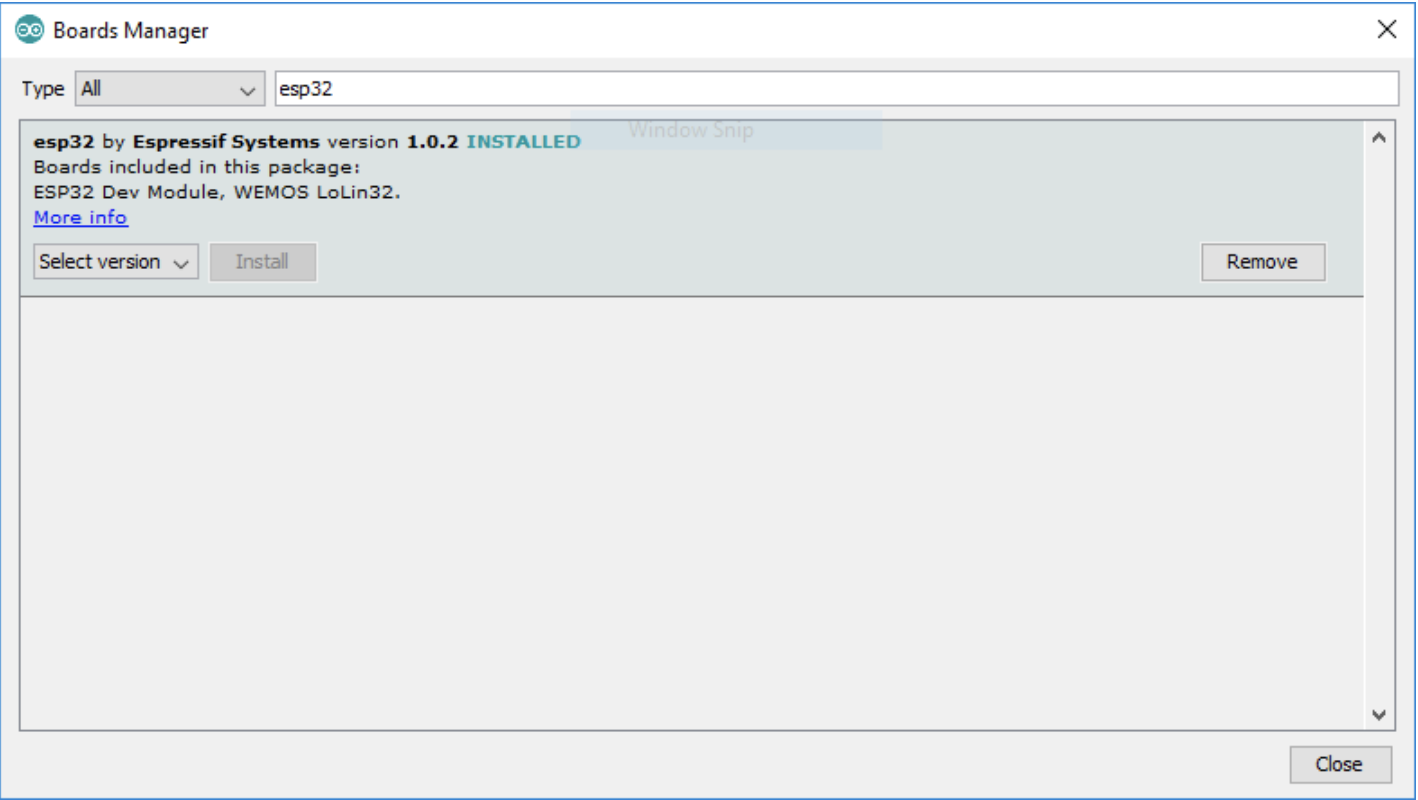 Boards Manager
Type All esp32
Window Snip
esp32 by Espressif Systems version 1.0.2 INSTALLED
Boards included in this package:
ESP32 Dev Module, WEMOS LoLin32.
More info
Select version Install Remove
Close